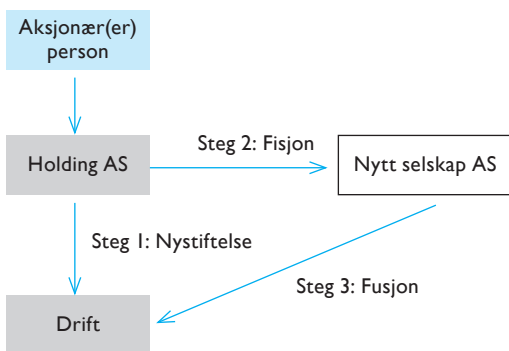 Aksjonær(er)
person
Steg 2: Fisjon
Holding AS
Nytt selskap AS
Steg 1: Nystiftelse
Steg 3: Fusjon
Drift